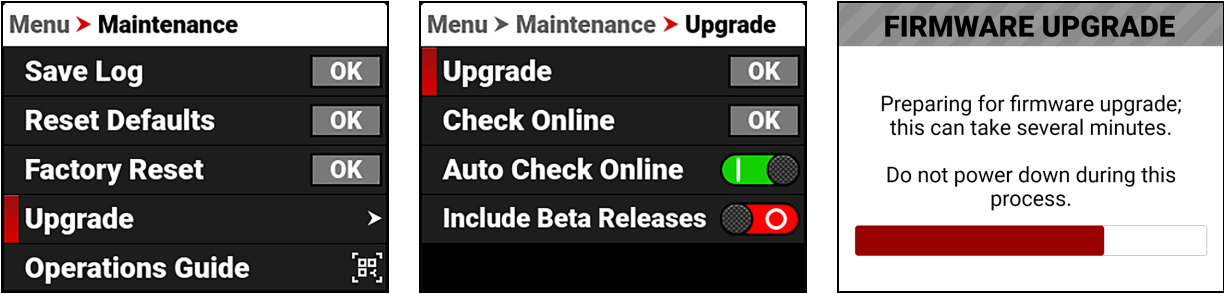 Menu ➤ Maintenance
Save Log OK
Reset Defaults OK
Factory Reset OK
Upgrade
Operations Guide
Menu ➤ Maintenance ➤ Upgrade
Upgrade OK
Check Online OK
Auto Check Online
Include Beta Releases
FIRMWARE UPGRADE
Preparing for firmware upgrade;
this can take several minutes.
Do not power down during this
process.